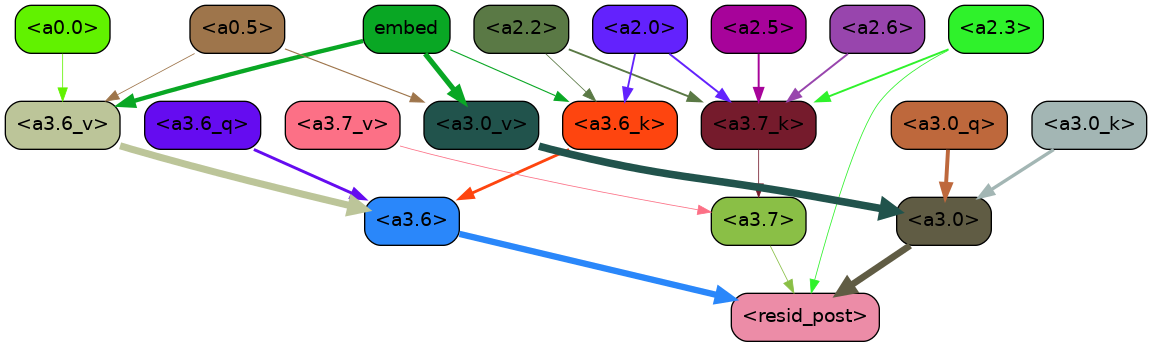 <a0.0> <a0.5> embed <a2.2> <a2.0> <a2.5> <a2.6> <a2.3>
<a3.6_v> <a3.6_q> <a3.7_v> <a3.0_v> <a3.6_k> <a3.7_k> <a3.0_q> <a3.0_k>
<a3.6> <a3.7> <a3.0>
<resid_post>